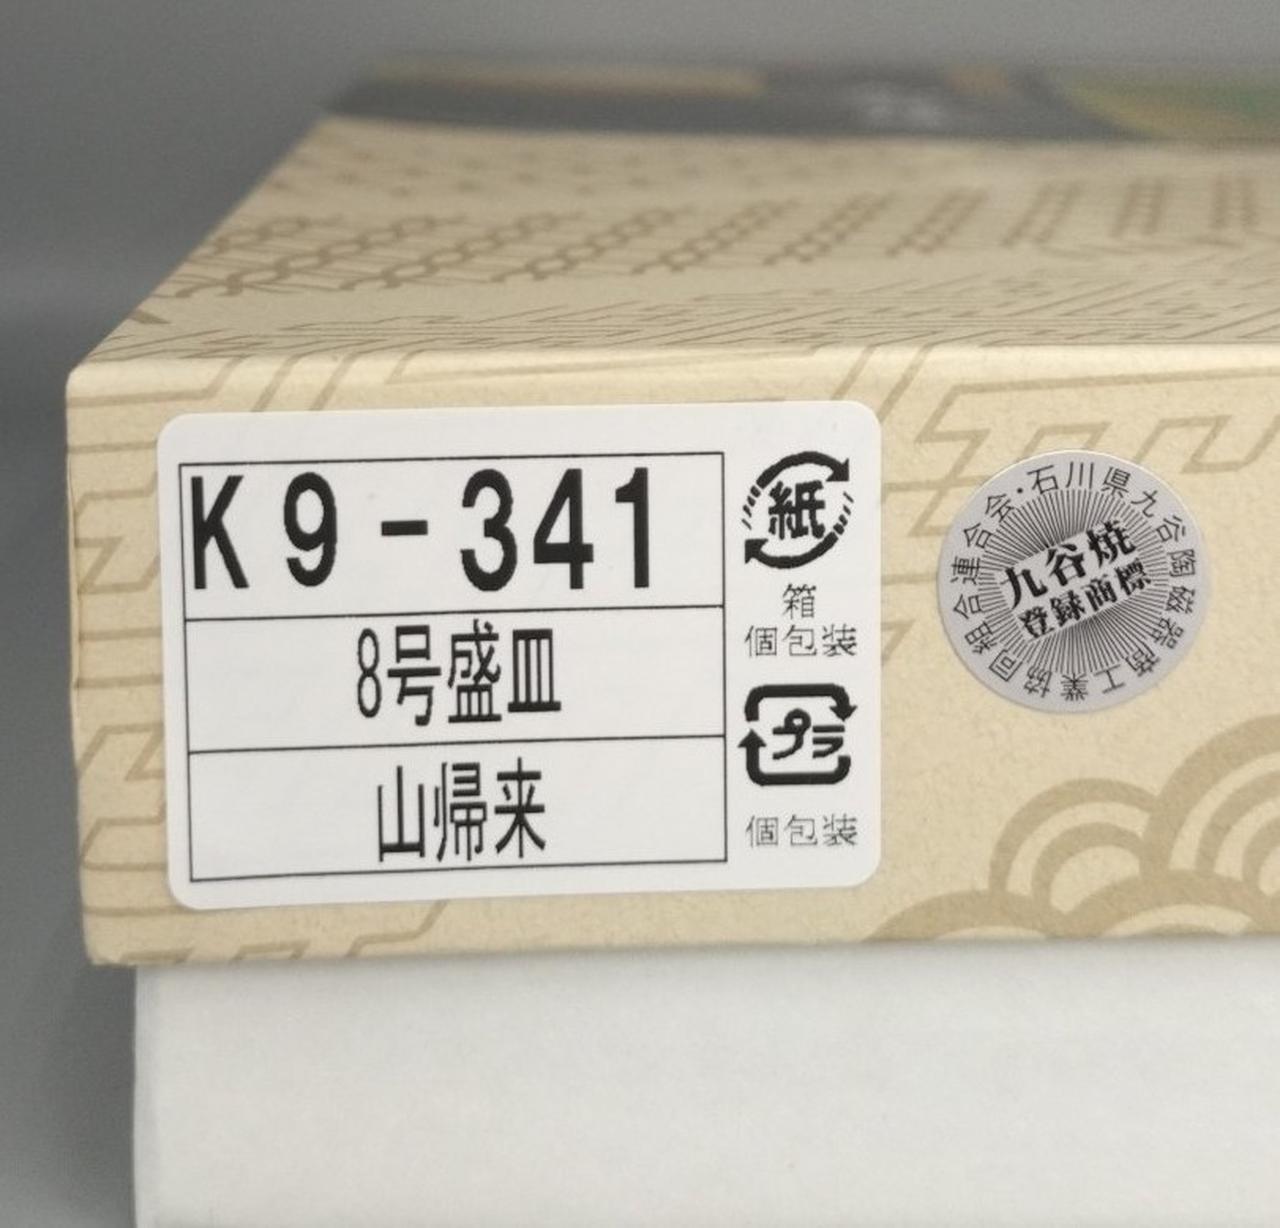 K9-341
8号盛皿
山帰来
紙
箱
個包装
プラ
個包装
石川県九谷陶磁器商工業協同組合連合会・
九谷焼
登録商標